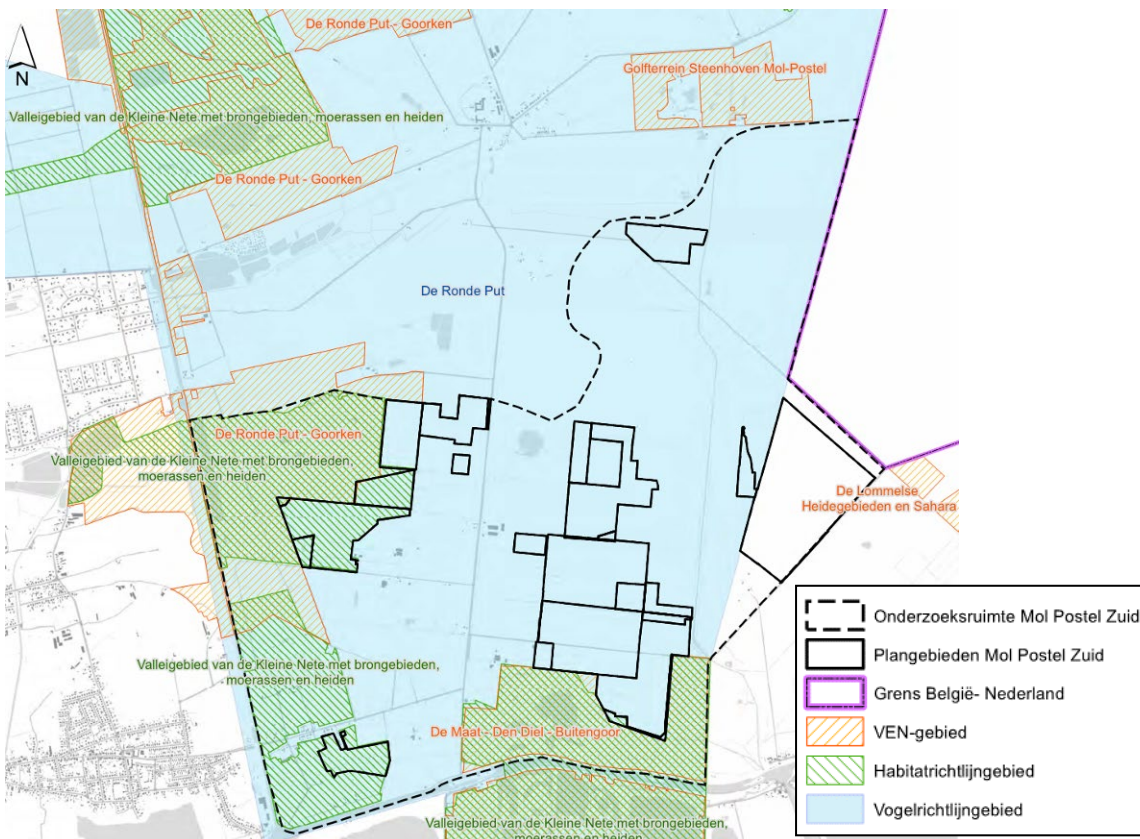 De Ronde Put - Goorken
N
Golfterrein Steenhoven Mol-Postel
Valleigebied van de Kleine Nete met brongebieden, moerassen en heiden
De Ronde Put - Goorken
De Ronde Put
De Ronde Put - Goorken
Valleigebied van de Kleine Nete met brongebieden,
moerassen en heiden
De Lommelse
Heidegebieden en Sahara
Valleigebied van de Kleine Nete met brongebieden,
moerassen en heiden
De Maat - Den Diel - Buitengoor
Valleigebied van de Kleine Nete met brongebieden,
moerassen en heiden
Onderzoeksruimte Mol Postel Zuid
Plangebieden Mol Postel Zuid
Grens België- Nederland
VEN-gebied
Habitatrichtlijngebied
Vogelrichtlijngebied